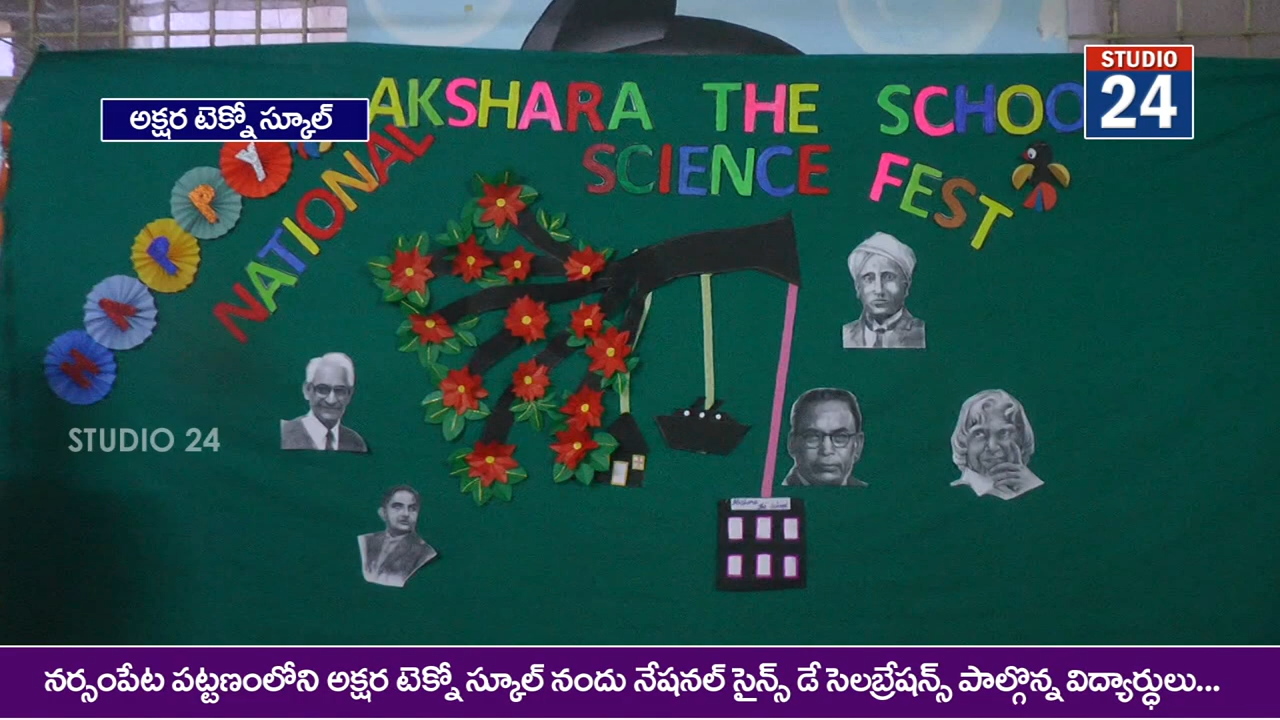 STUDIO
24
అక్షర టెక్నో స్కూల్
AKSHARA THE SCHOO
HAPPY
NATIONAL
SCIENCE FEST
STUDIO 24
నర్సంపేట పట్టణంలోని అక్షర టెక్నో స్కూల్ నందు నేషనల్ సైన్స్ డే సెలబ్రేషన్స్ పాల్గొన్న విద్యార్ధులు...